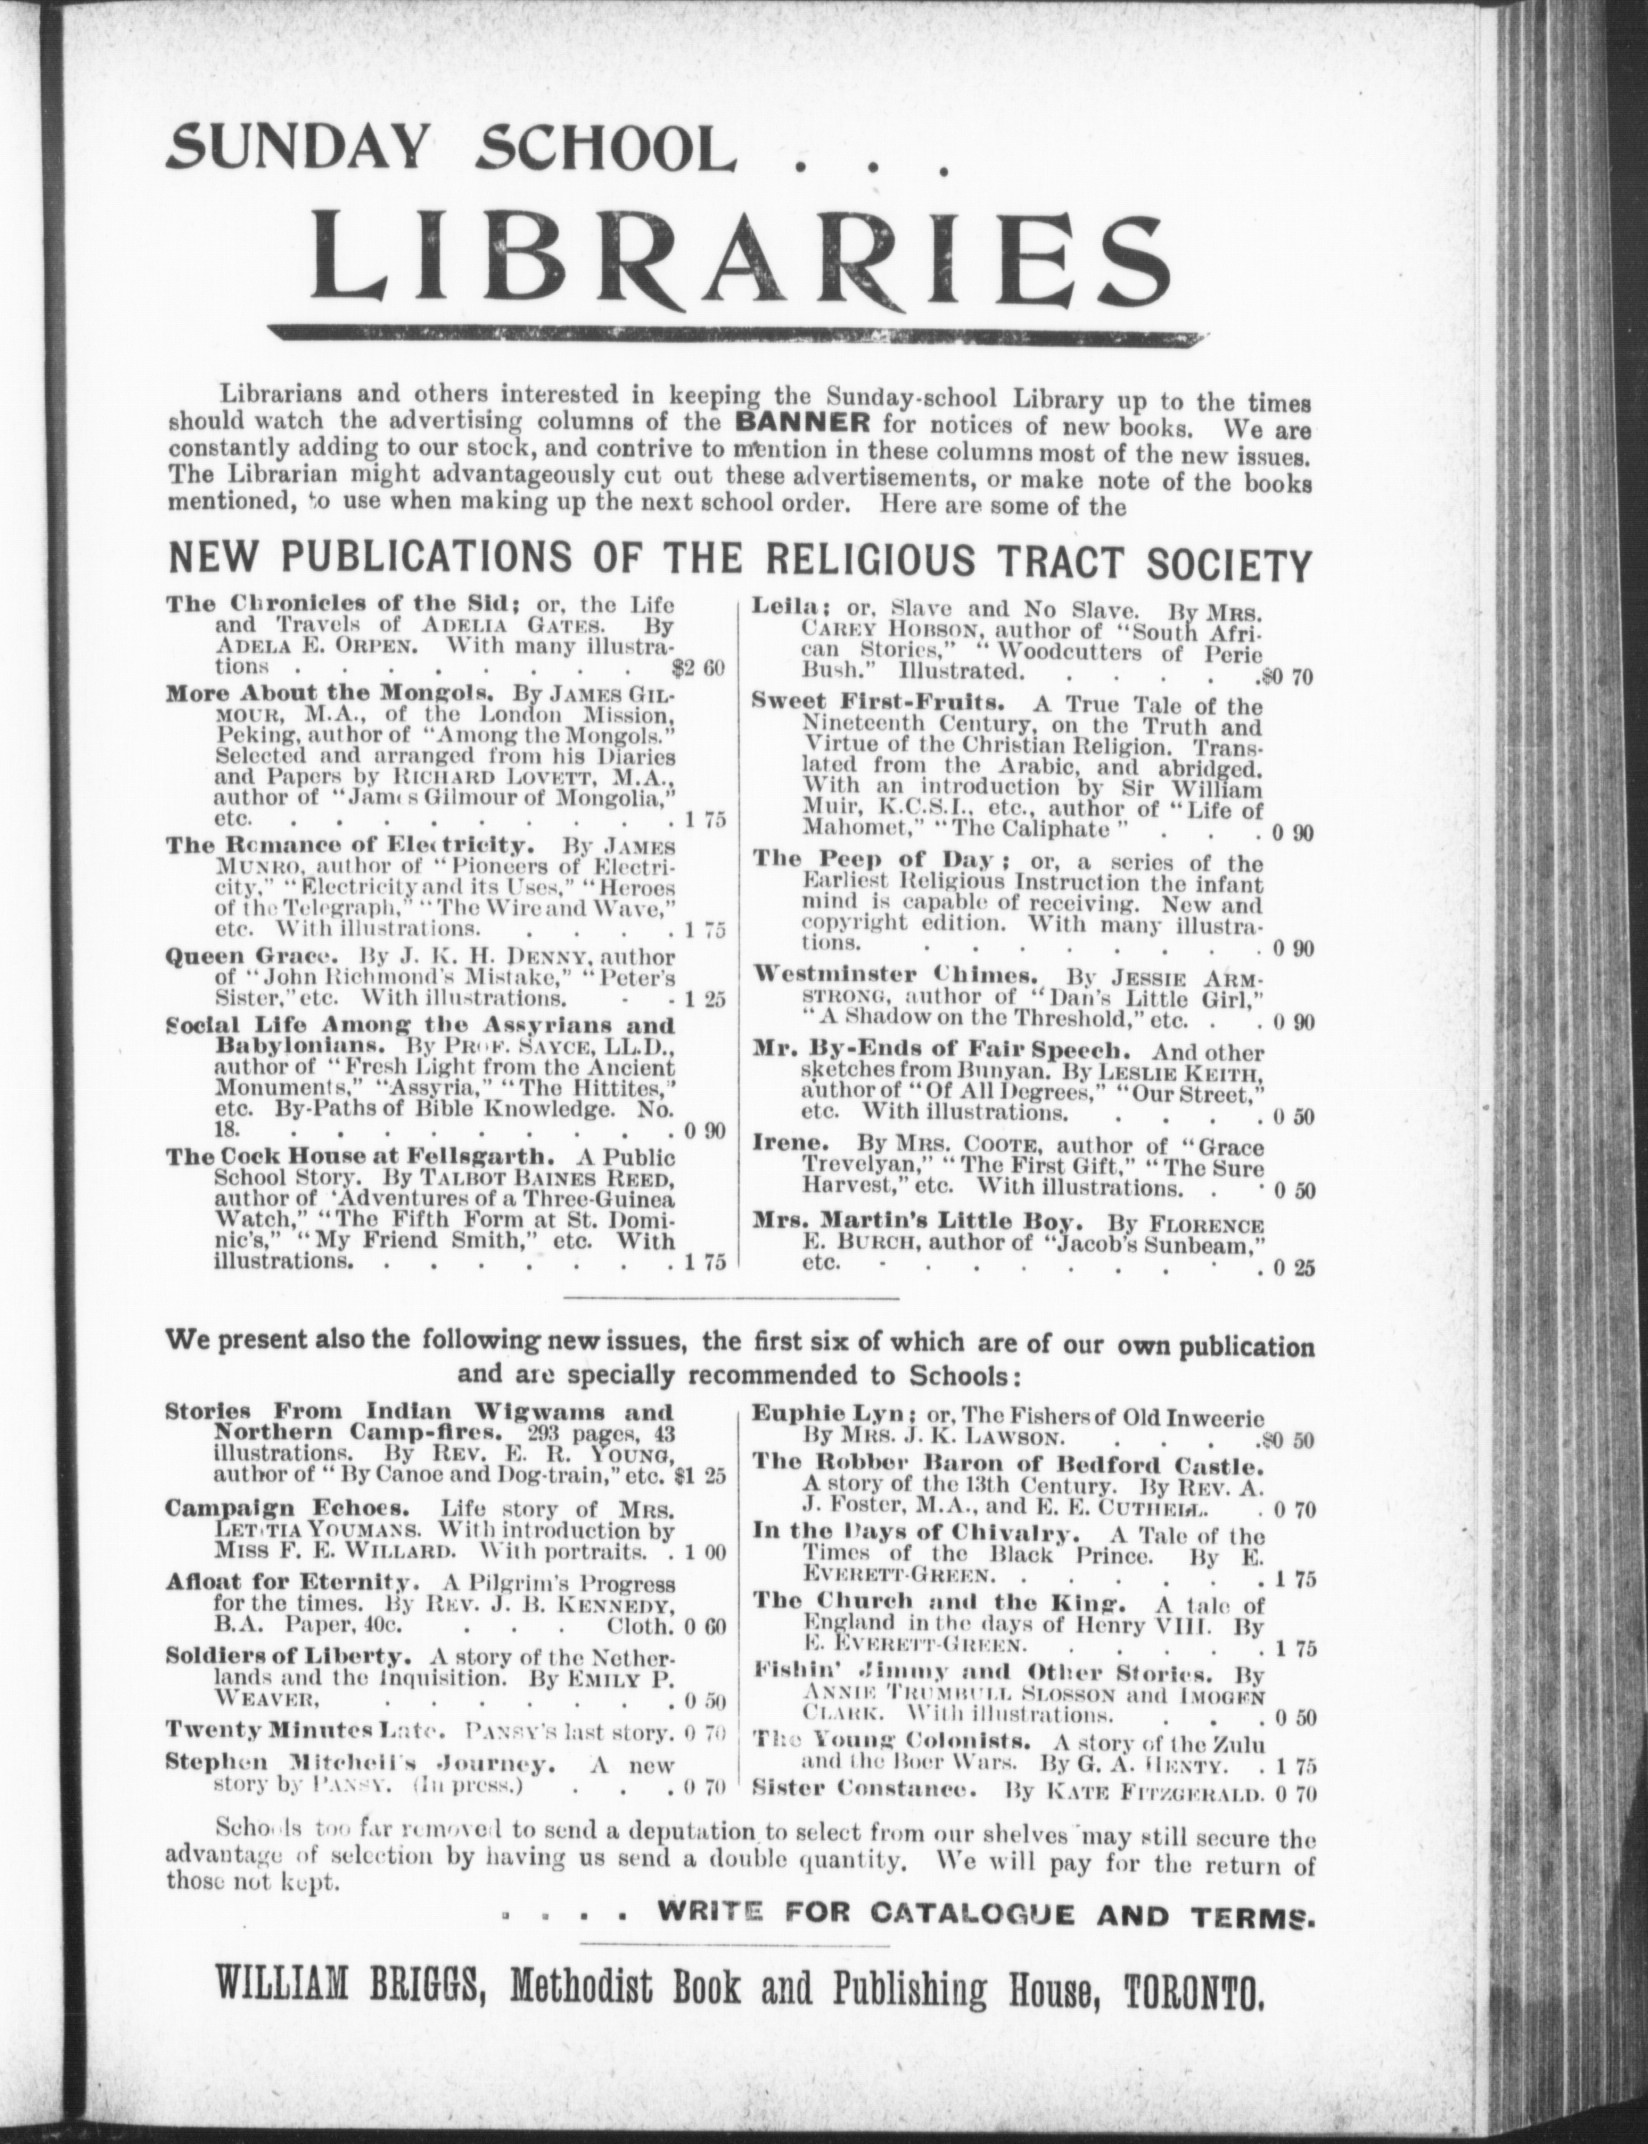 SUNDAY SCHOOL . . .
LIBRARIES
Librarians and others interested in keeping the Sunday-school Library up to the times
should watch the advertising columns of the BANNER for notices of new books. We are
constantly adding to our stock, and contrive to mention in these columns most of the new issues.
The Librarian might advantageously cut out these advertisements, or make note of the books
mentioned, to use when making up the next school order. Here are some of the
NEW PUBLICATIONS OF THE RELIGIOUS TRACT SOCIETY
The Chronicles of the Sid; or, the Life
and Travels of ADELIA GATES. By
ADELA E. ORPEN. With many illustra-
tions . . . . . . . . $2 60
More About the Mongols. By JAMES GIL-
MOUR, M.A., of the London Mission,
Peking, author of "Among the Mongols."
Selected and arranged from his Diaries
and Papers by RICHARD LOVETT, M.A.,
author of "James Gilmour of Mongolia,"
etc. . . . . . . . . . 1 75
The Romance of Electricity. By JAMES
MUNRO, author of "Pioneers of Electri-
city," "Electricity and its Uses," "Heroes
of the Telegraph," "The Wire and Wave,"
etc. With illustrations. . . . . 1 75
Queen Grace. By J. K. H. DENNY, author
of "John Richmond's Mistake," "Peter's
Sister," etc. With illustrations. - - 1 25
Social Life Among the Assyrians and
Babylonians. By PROF. SAYCE, LL.D.,
author of "Fresh Light from the Ancient
Monuments," "Assyria," "The Hittites,"
etc. By-Paths of Bible Knowledge. No.
18. . . . . . . . . . 0 90
The Cock House at Fellsgarth. A Public
School Story. By TALBOT BAINES REED,
author of 'Adventures of a Three-Guinea
Watch," "The Fifth Form at St. Domi-
nic's," "My Friend Smith," etc. With
illustrations. . . . . . . . 1 75
Leila; or, Slave and No Slave. By MRS.
CAREY HOBSON, author of "South Afri-
can Stories," "Woodcutters of Perie
Bush." Illustrated. . . . . .$0 70
Sweet First-Fruits. A True Tale of the
Nineteenth Century, on the Truth and
Virtue of the Christian Religion. Trans-
lated from the Arabic, and abridged.
With an introduction by Sir William
Muir, K.C.S.I., etc., author of "Life of
Mahomet," "The Caliphate" . . . 0 90
The Peep of Day; or, a series of the
Earliest Religious Instruction the infant
mind is capable of receiving. New and
copyright edition. With many illustra-
tions. . . . . . . . . 0 90
Westminster Chimes. By JESSIE ARM-
STRONG, author of "Dan's Little Girl,"
"A Shadow on the Threshold," etc. . . 0 90
Mr. By-Ends of Fair Speech. And other
sketches from Bunyan. By LESLIE KEITH,
author of "Of All Degrees," "Our Street,"
etc. With illustrations. . . . . 0 50
Irene. By MRS. COOTE, author of "Grace
Trevelyan," "The First Gift," "The Sure
Harvest," etc. With illustrations. . . 0 50
Mrs. Martin's Little Boy. By FLORENCE
E. BURCH, author of "Jacob's Sunbeam,"
etc. - . . . . . . . . 0 25
We present also the following new issues, the first six of which are of our own publication
and are specially recommended to Schools:
Stories From Indian Wigwams and
Northern Camp-fires. 293 pages, 43
illustrations. By REV. E. R. YOUNG,
author of "By Canoe and Dog-train," etc. $1 25
Campaign Echoes. Life story of MRS.
LETITIA YOUMANS. With introduction by
MISS F. E. WILLARD. With portraits. . 1 00
Afloat for Eternity. A Pilgrim's Progress
for the times. By REV. J. B. KENNEDY,
B.A. Paper, 40c. . . . Cloth. 0 60
Soldiers of Liberty. A story of the Nether-
lands and the Inquisition. By EMILY P.
WEAVER, . . . . . . . 0 50
Twenty Minutes Late. PANSY'S last story. 0 70
Stephen Mitchell's Journey. A new
story by PANSY. (In press.) . . . 0 70
Euphie Lyn; or, The Fishers of Old Inweerie
By MRS. J. K. LAWSON. . . . .$0 50
The Robber Baron of Bedford Castle.
A story of the 13th Century. By REV. A.
J. Foster, M.A., and E. E. CUTHELL. . 0 70
In the Days of Chivalry. A Tale of the
Times of the Black Prince. By E.
EVERETT-GREEN. . . . . . . 1 75
The Church and the King. A tale of
England in the days of Henry VIII. By
E. EVERETT-GREEN. . . . . . 1 75
Fishin' Jimmy and Other Stories. By
ANNIE TRUMBULL SLOSSON and IMOGEN
CLARK. With illustrations. . . . 0 50
The Young Colonists. A story of the Zulu
and the Boer Wars. By G. A. HENTY. . 1 75
Sister Constance. By KATE FITZGERALD. 0 70
Schools too far removed to send a deputation to select from our shelves may still secure the
advantage of selection by having us send a double quantity. We will pay for the return of
those not kept.
. . . . WRITE FOR CATALOGUE AND TERMS.
WILLIAM BRIGGS, Methodist Book and Publishing House, TORONTO.